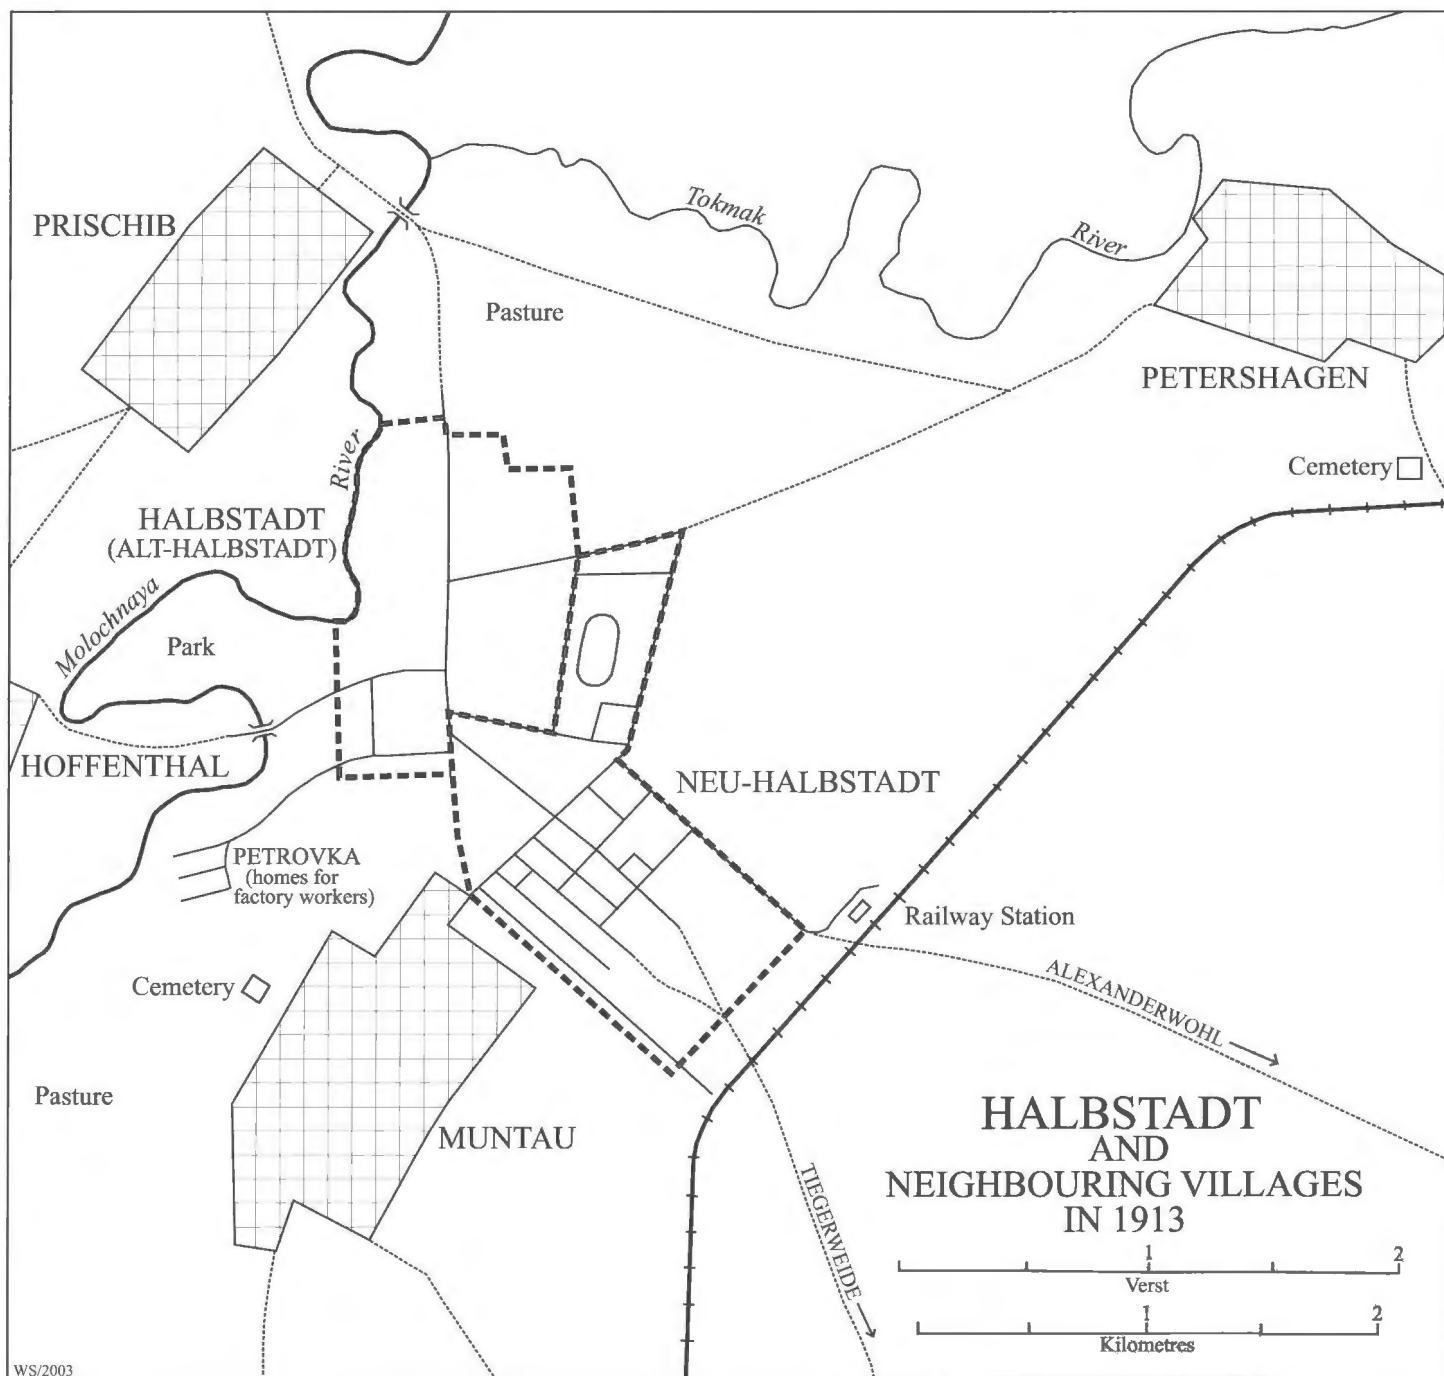 PRISCHIB
Tokmak
River
Pasture
PETERSHAGEN
Cemetery
River
HALBSTADT
(ALT-HALBSTADT)
Molochnaya
Park
HOFFENTHAL
NEU-HALBSTADT
PETROVKA
(homes for
factory workers)
Railway Station
Cemetery
ALEXANDERWOHL
Pasture
MUNTAU
TIEGERWEIDE
HALBSTADT
AND
NEIGHBOURING VILLAGES
IN 1913
1 2
Verst
1 2
Kilometres
WS/2003